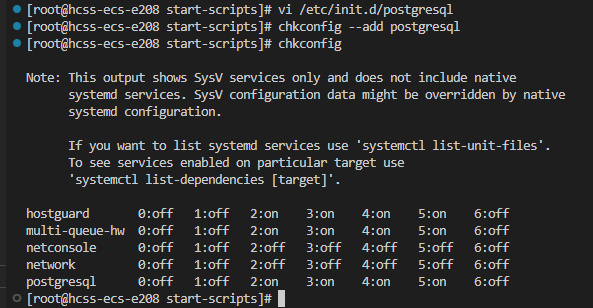 [root@hcss-ecs-e208 start-scripts]# vi /etc/init.d/postgresql
[root@hcss-ecs-e208 start-scripts]# chkconfig --add postgresql
[root@hcss-ecs-e208 start-scripts]# chkconfig
Note: This output shows SysV services only and does not include native
systemd services. SysV configuration data might be overridden by native
systemd configuration.
If you want to list systemd services use 'systemctl list-unit-files'.
To see services enabled on particular target use
'systemctl list-dependencies [target]'.
hostguard 0:off 1:off 2:on 3:on 4:on 5:on 6:off
multi-queue-hw 0:off 1:off 2:on 3:on 4:on 5:on 6:off
netconsole 0:off 1:off 2:off 3:off 4:off 5:off 6:off
network 0:off 1:off 2:off 3:off 4:off 5:off 6:off
postgresql 0:off 1:off 2:on 3:on 4:on 5:on 6:off
[root@hcss-ecs-e208 start-scripts]#